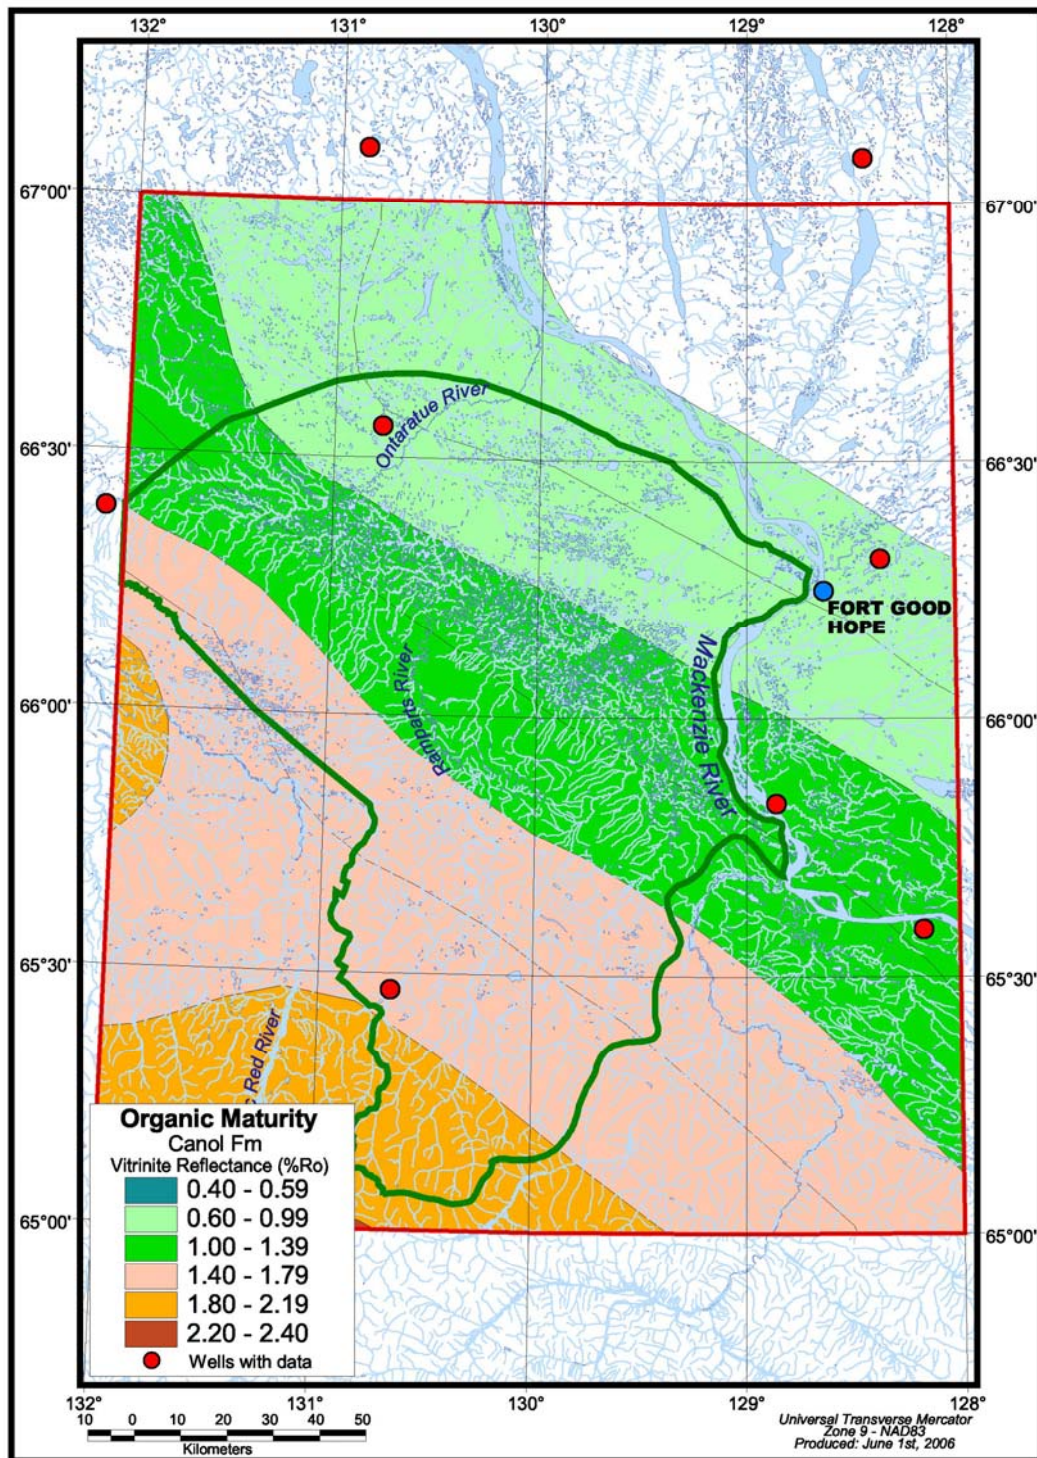 132° 131° 130° 129° 128°
67°00' 67°00'
Ontaratue River
66°30' 66°30'
FORT GOOD
HOPE
Mackenzie River
Ramparts River
66°00' 66°00'
65°30' 65°30'
Red River
Organic Maturity
Canol Fm
Vitrinite Reflectance (%Ro)
0.40 - 0.59
0.60 - 0.99
1.00 - 1.39
1.40 - 1.79
1.80 - 2.19
2.20 - 2.40
Wells with data
65°00' 65°00'
132° 131° 130° 129° 128°
10 0 10 20 30 40 50
Kilometers
Universal Transverse Mercator
Zone 9 - NAD83
Produced: June 1st, 2006